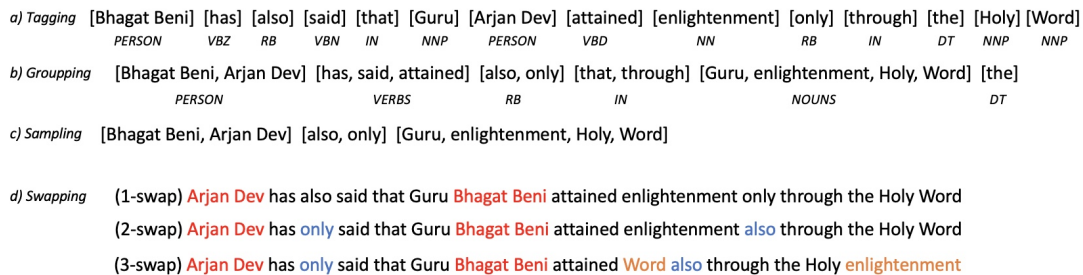 a) Tagging [Bhagat Beni] [has] [also] [said] [that] [Guru] [Arjan Dev] [attained] [enlightenment] [only] [through] [the] [Holy] [Word]
PERSON VBZ RB VBN IN NNP PERSON VBD NN RB IN DT NNP NNP
b) Groupping [Bhagat Beni, Arjan Dev] [has, said, attained] [also, only] [that, through] [Guru, enlightenment, Holy, Word] [the]
PERSON VERBS RB IN NOUNS DT
c) Sampling [Bhagat Beni, Arjan Dev] [also, only] [Guru, enlightenment, Holy, Word]
d) Swapping (1-swap) Arjan Dev has also said that Guru Bhagat Beni attained enlightenment only through the Holy Word
(2-swap) Arjan Dev has only said that Guru Bhagat Beni attained enlightenment also through the Holy Word
(3-swap) Arjan Dev has only said that Guru Bhagat Beni attained Word also through the Holy enlightenment